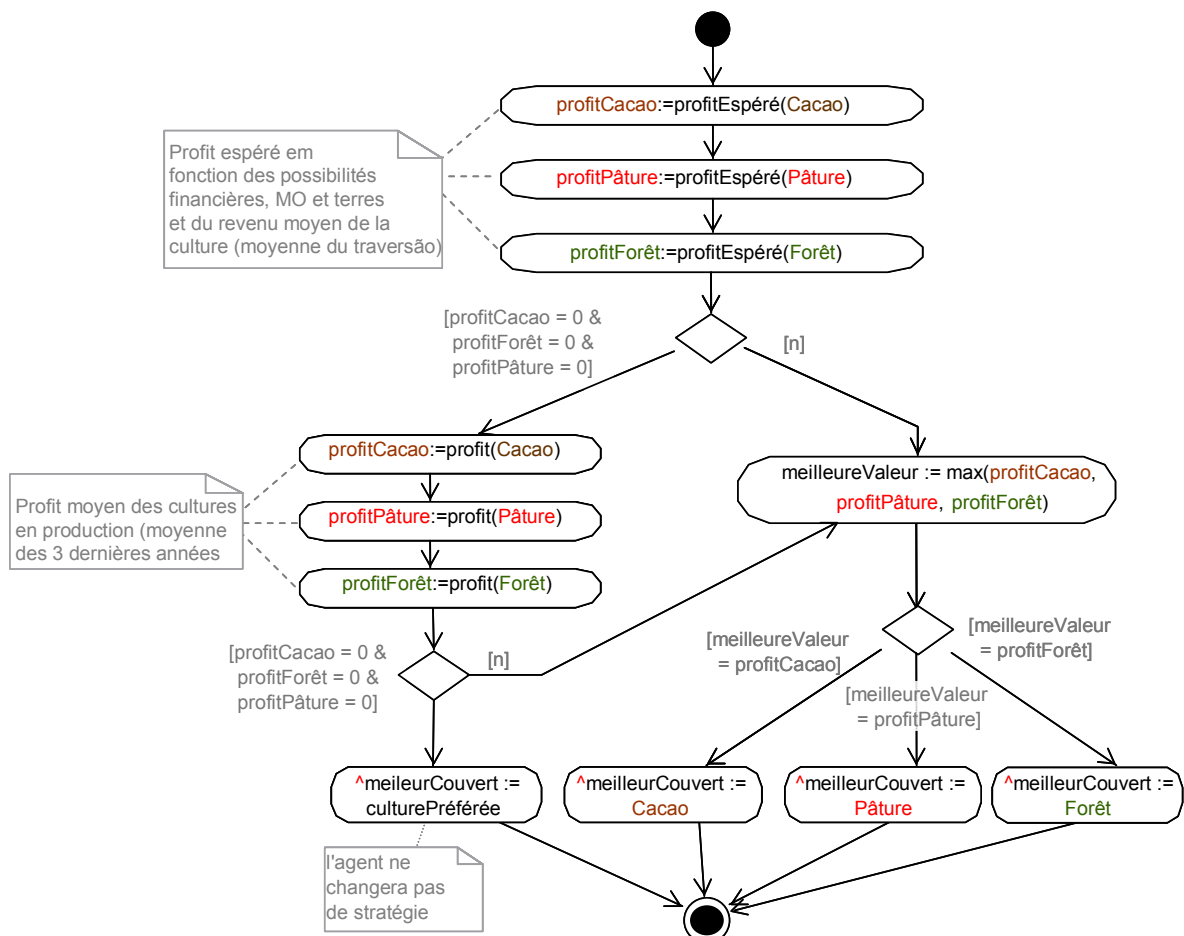 profitCacao:=profitEspéré(Cacao)
Profit espéré em
fonction des possibilités
financières, MO et terres
et du revenu moyen de la
culture (moyenne du traversão)
profitPâture:=profitEspéré(Pâture)
profitForêt:=profitEspéré(Forêt)
[profitCacao = 0 &
profitForêt = 0 &
profitPâture = 0]
[n]
profitCacao:=profit(Cacao)
profitPâture:=profit(Pâture)
profitForêt:=profit(Forêt)
Profit moyen des cultures
en production (moyenne
des 3 dernières années
meilleureValeur := max(profitCacao,
profitPâture, profitForêt)
[profitCacao = 0 &
profitForêt = 0 &
profitPâture = 0]
[n]
[meilleureValeur
= profitCacao]
[meilleureValeur
= profitPâture]
[meilleureValeur
= profitForêt]
^meileurCouvert :=
culturePréférée
^meilleurCouvert :=
Cacao
^meilleurCouvert :=
Pâture
^meilleurCouvert :=
Forêt
l'agent ne
changera pas
de stratégie